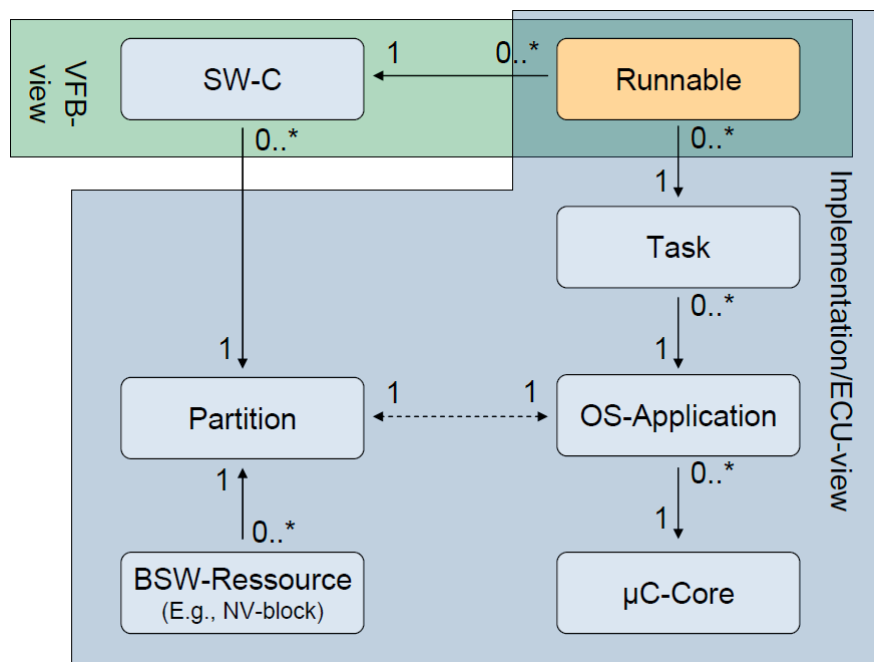 VFB-
view
SW-C
1
0..*
Runnable
0..*
0..*
1
Task
Implementation/ECU-view
0..*
1
1
Partition
1
1
OS-Application
1
0..*
0..*
1
BSW-Ressource
(E.g., NV-block)
µC-Core